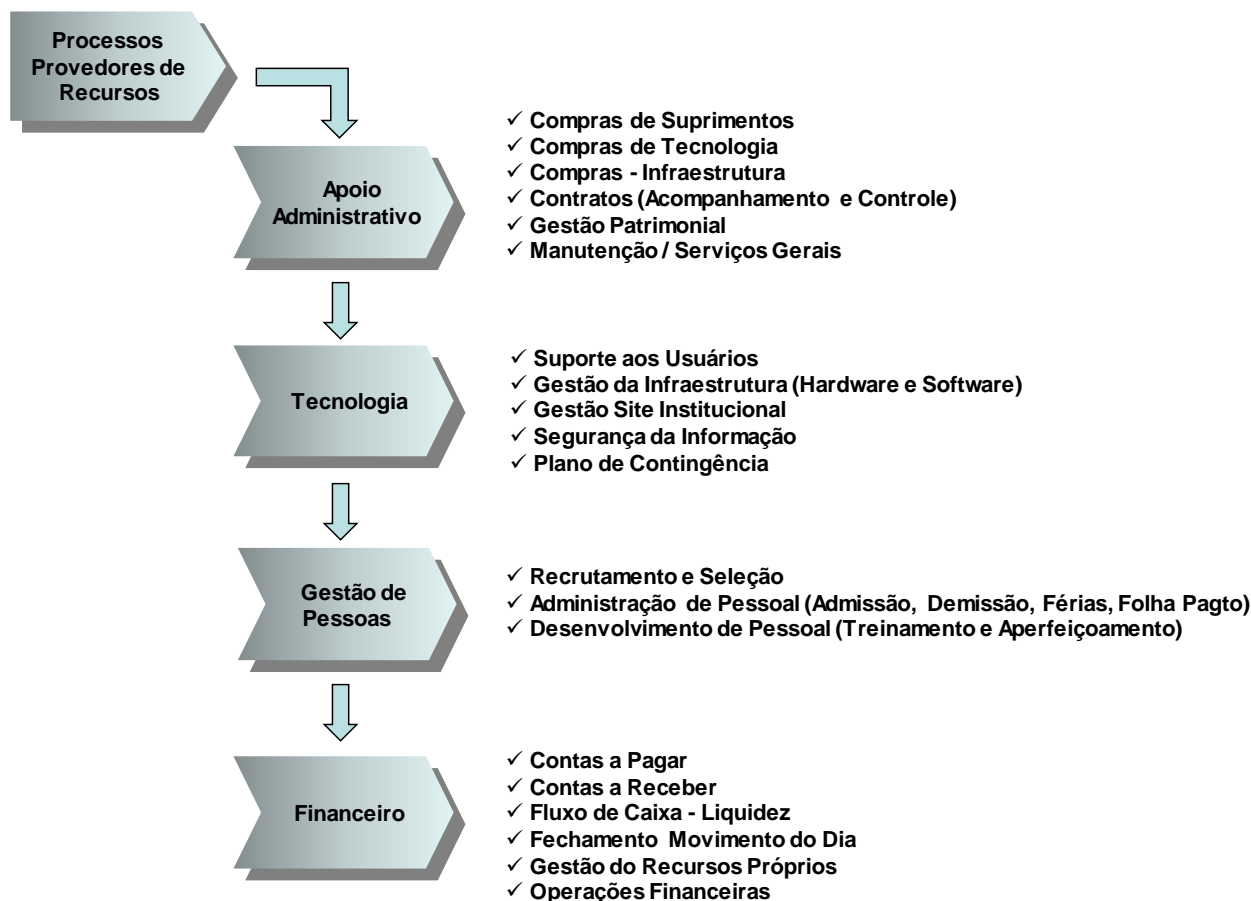 Processos
Provedores de
Recursos
Apoio
Administrativo
✓ Compras de Suprimentos
✓ Compras de Tecnologia
✓ Compras - Infraestrutura
✓ Contratos (Acompanhamento e Controle)
✓ Gestão Patrimonial
✓ Manutenção / Serviços Gerais
Tecnologia
✓ Suporte aos Usuários
✓ Gestão da Infraestrutura (Hardware e Software)
✓ Gestão Site Institucional
✓ Segurança da Informação
✓ Plano de Contingência
Gestão de
Pessoas
✓ Recrutamento e Seleção
✓ Administração de Pessoal (Admissão, Demissão, Férias, Folha Pagto)
✓ Desenvolvimento de Pessoal (Treinamento e Aperfeiçoamento)
Financeiro
✓ Contas a Pagar
✓ Contas a Receber
✓ Fluxo de Caixa - Liquidez
✓ Fechamento Movimento do Dia
✓ Gestão do Recursos Próprios
✓ Operações Financeiras